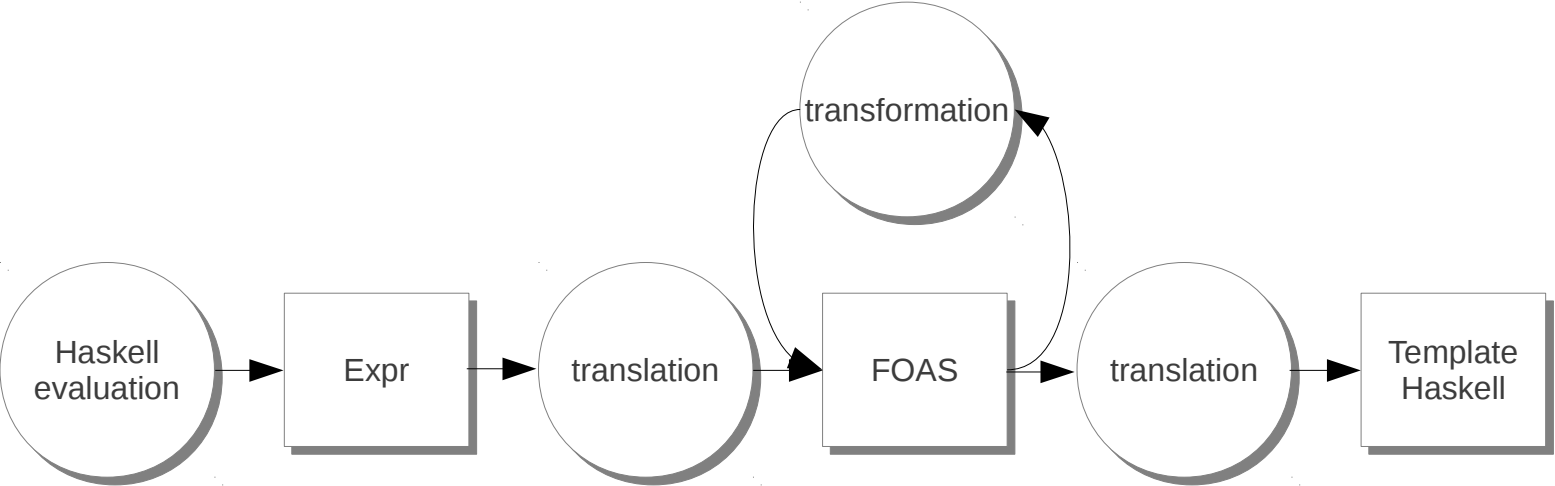 transformation
Haskell
evaluation
Expr
translation
FOAS
translation
Template
Haskell